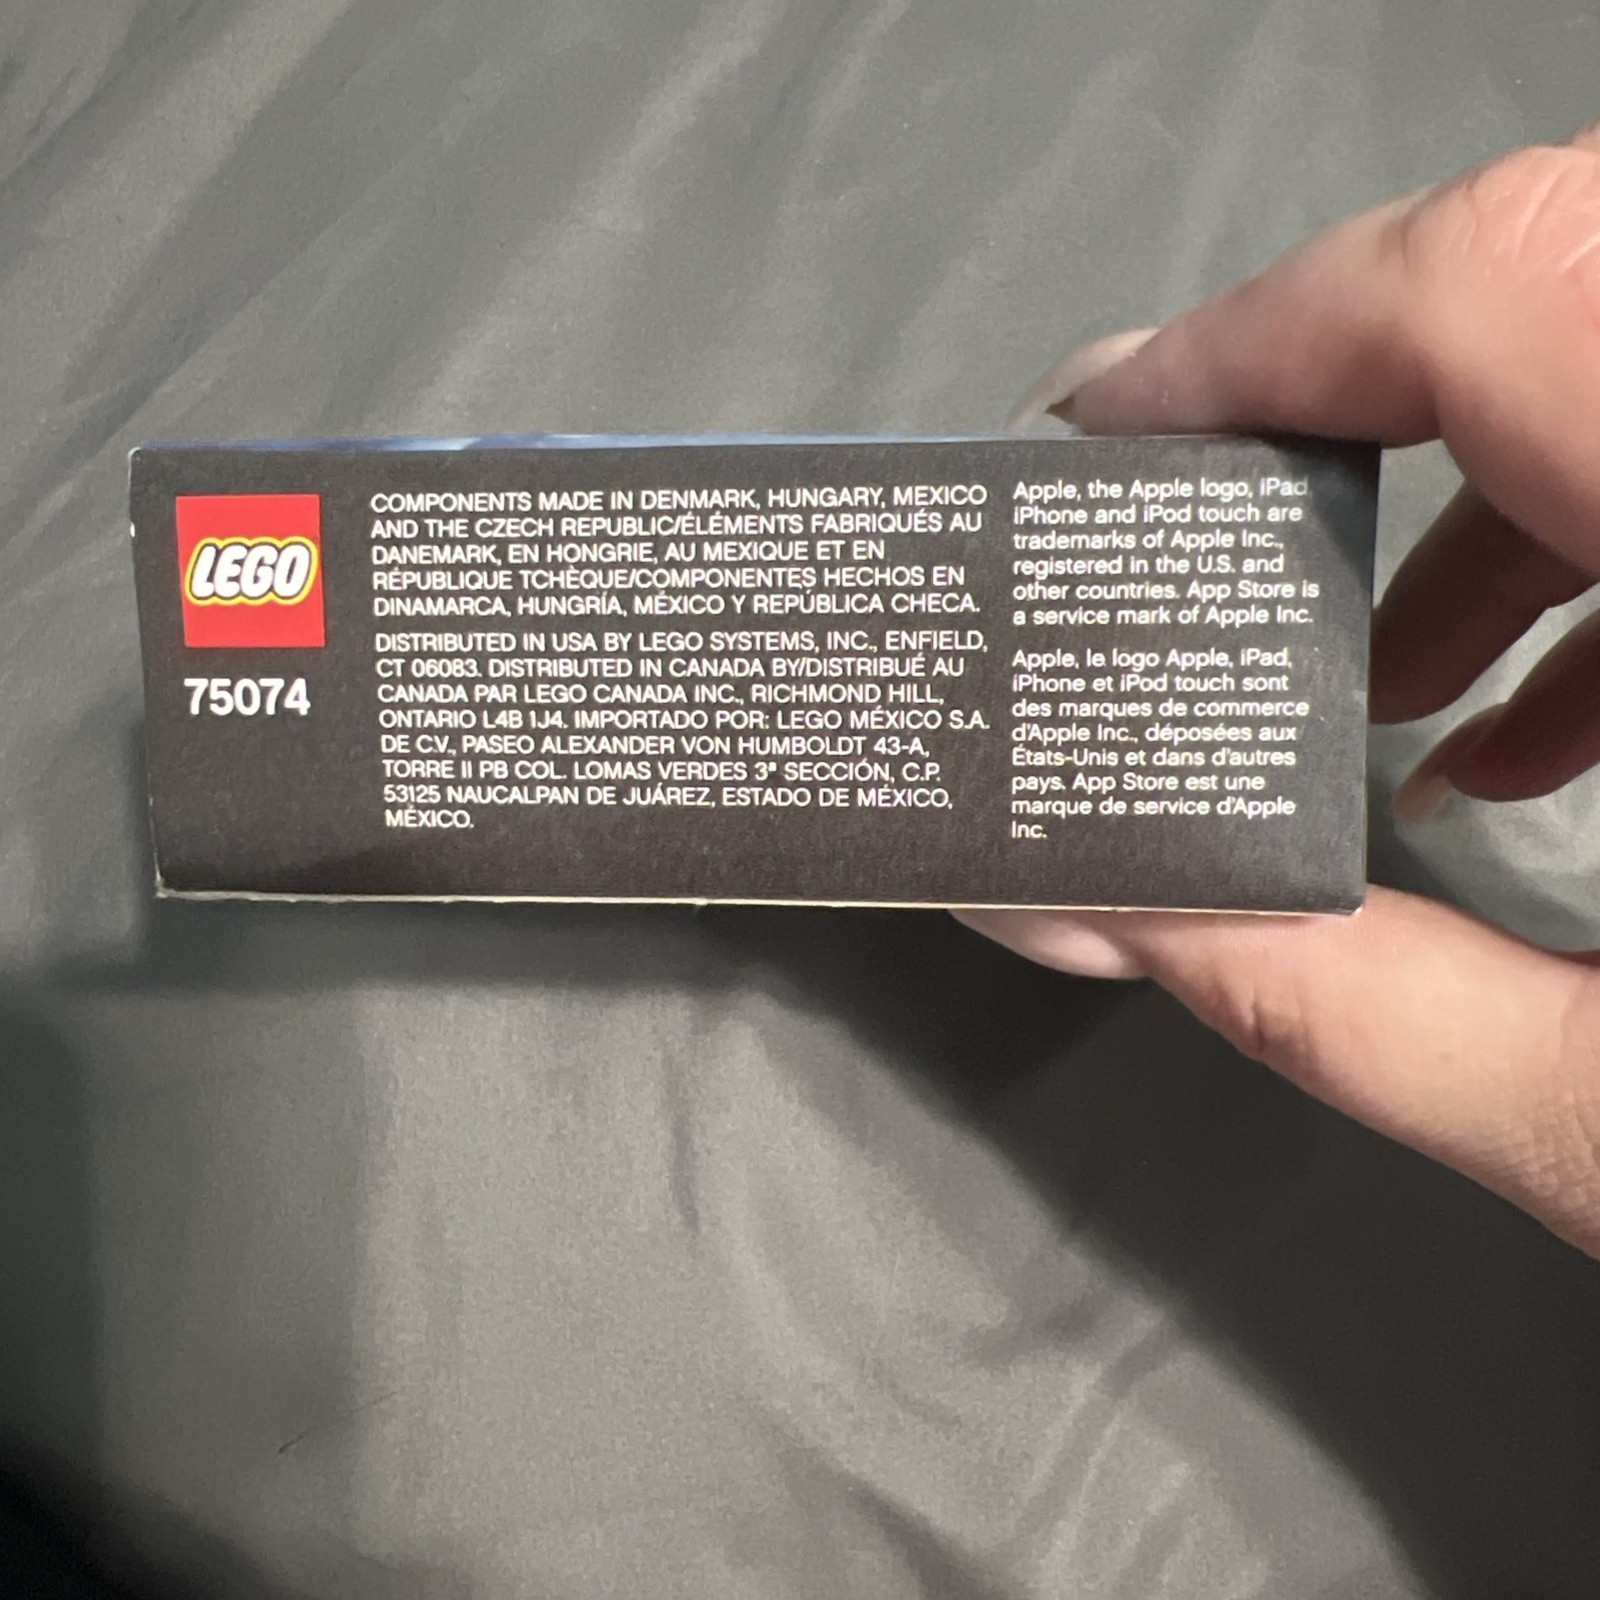 LEGO
75074
COMPONENTS MADE IN DENMARK, HUNGARY, MEXICO
AND THE CZECH REPUBLIC/ÉLÉMENTS FABRIQUÉS AU
DANEMARK, EN HONGRIE, AU MEXIQUE ET EN
RÉPUBLIQUE TCHÈQUE/COMPONENTES HECHOS EN
DINAMARCA, HUNGRÍA, MÉXICO Y REPÚBLICA CHECA.
DISTRIBUTED IN USA BY LEGO SYSTEMS, INC., ENFIELD,
CT 06083. DISTRIBUTED IN CANADA BY/DISTRIBUÉ AU
CANADA PAR LEGO CANADA INC., RICHMOND HILL,
ONTARIO L4B 1J4. IMPORTADO POR: LEGO MÉXICO S.A.
DE C.V., PASEO ALEXANDER VON HUMBOLDT 43-A,
TORRE II PB COL. LOMAS VERDES 3ª SECCIÓN, C.P.
53125 NAUCALPAN DE JUÁREZ, ESTADO DE MÉXICO,
MÉXICO.
Apple, the Apple logo, iPad,
iPhone and iPod touch are
trademarks of Apple Inc.,
registered in the U.S. and
other countries. App Store is
a service mark of Apple Inc.
Apple, le logo Apple, iPad,
iPhone et iPod touch sont
des marques de commerce
d'Apple Inc., déposées aux
États-Unis et dans d'autres
pays. App Store est une
marque de service d'Apple
Inc.